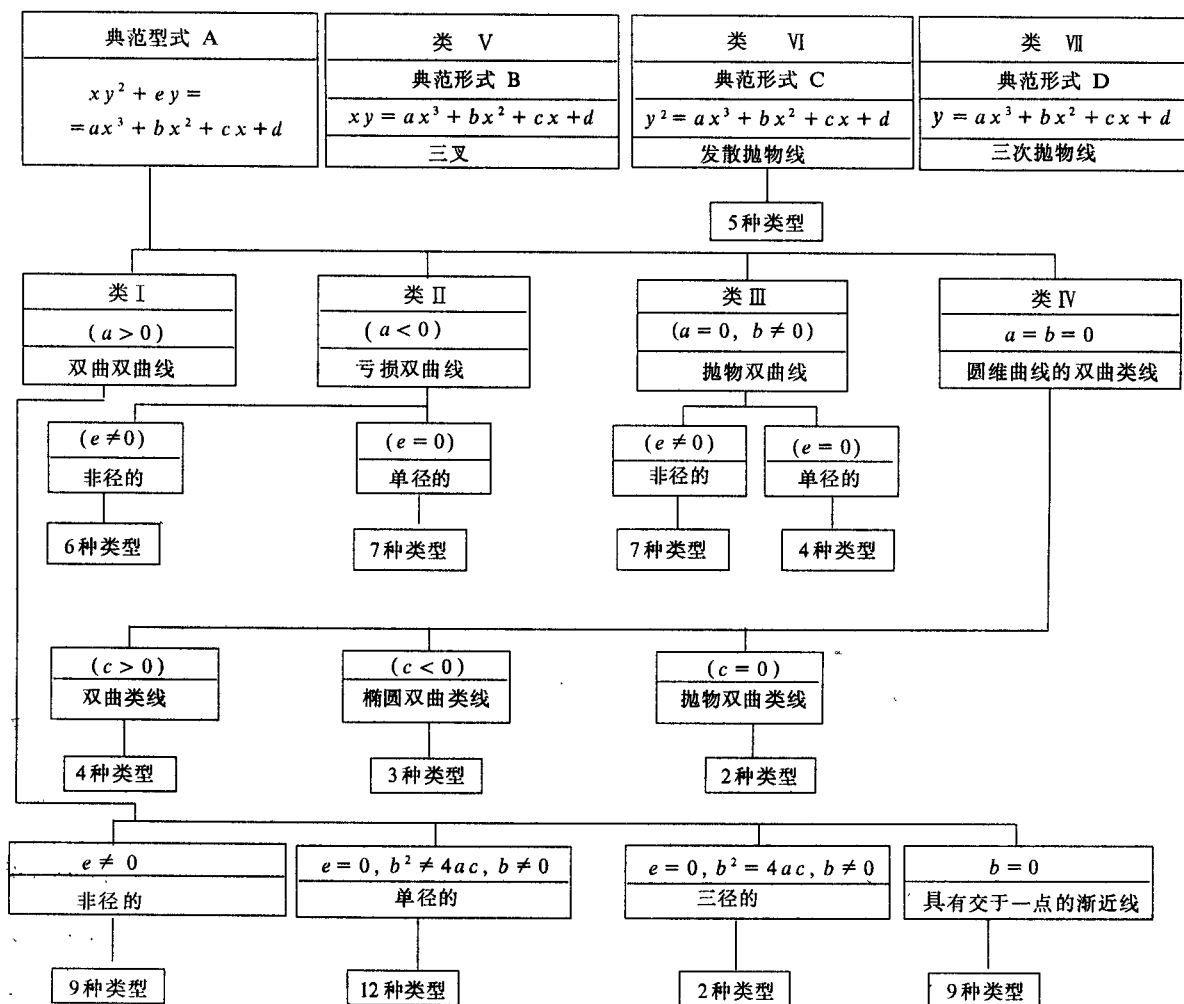 典范型式 A
xy² + ey =
= ax³ + bx² + cx + d
类 Ⅴ
典范形式 B
xy = ax³ + bx² + cx + d
三叉
类 Ⅵ
典范形式 C
y² = ax³ + bx² + cx + d
发散抛物线
5种类型
类 Ⅶ
典范形式 D
y = ax³ + bx² + cx + d
三次抛物线
类Ⅰ
(a > 0)
双曲双曲线
类Ⅱ
(a < 0)
亏损双曲线
类Ⅲ
(a = 0, b ≠ 0)
抛物双曲线
类Ⅳ
a = b = 0
圆维曲线的双曲类线
(e ≠ 0)
非径的
6种类型
(e = 0)
单径的
7种类型
(e ≠ 0)
非径的
7种类型
(e = 0)
单径的
4种类型
(c > 0)
双曲类线
4种类型
(c < 0)
椭圆双曲类线
3种类型
(c = 0)
抛物双曲类线
2种类型
e ≠ 0
非径的
9种类型
e = 0, b² ≠ 4ac, b ≠ 0
单径的
12种类型
e = 0, b² = 4ac, b ≠ 0
三径的
2种类型
b = 0
具有交于一点的渐近线
9种类型